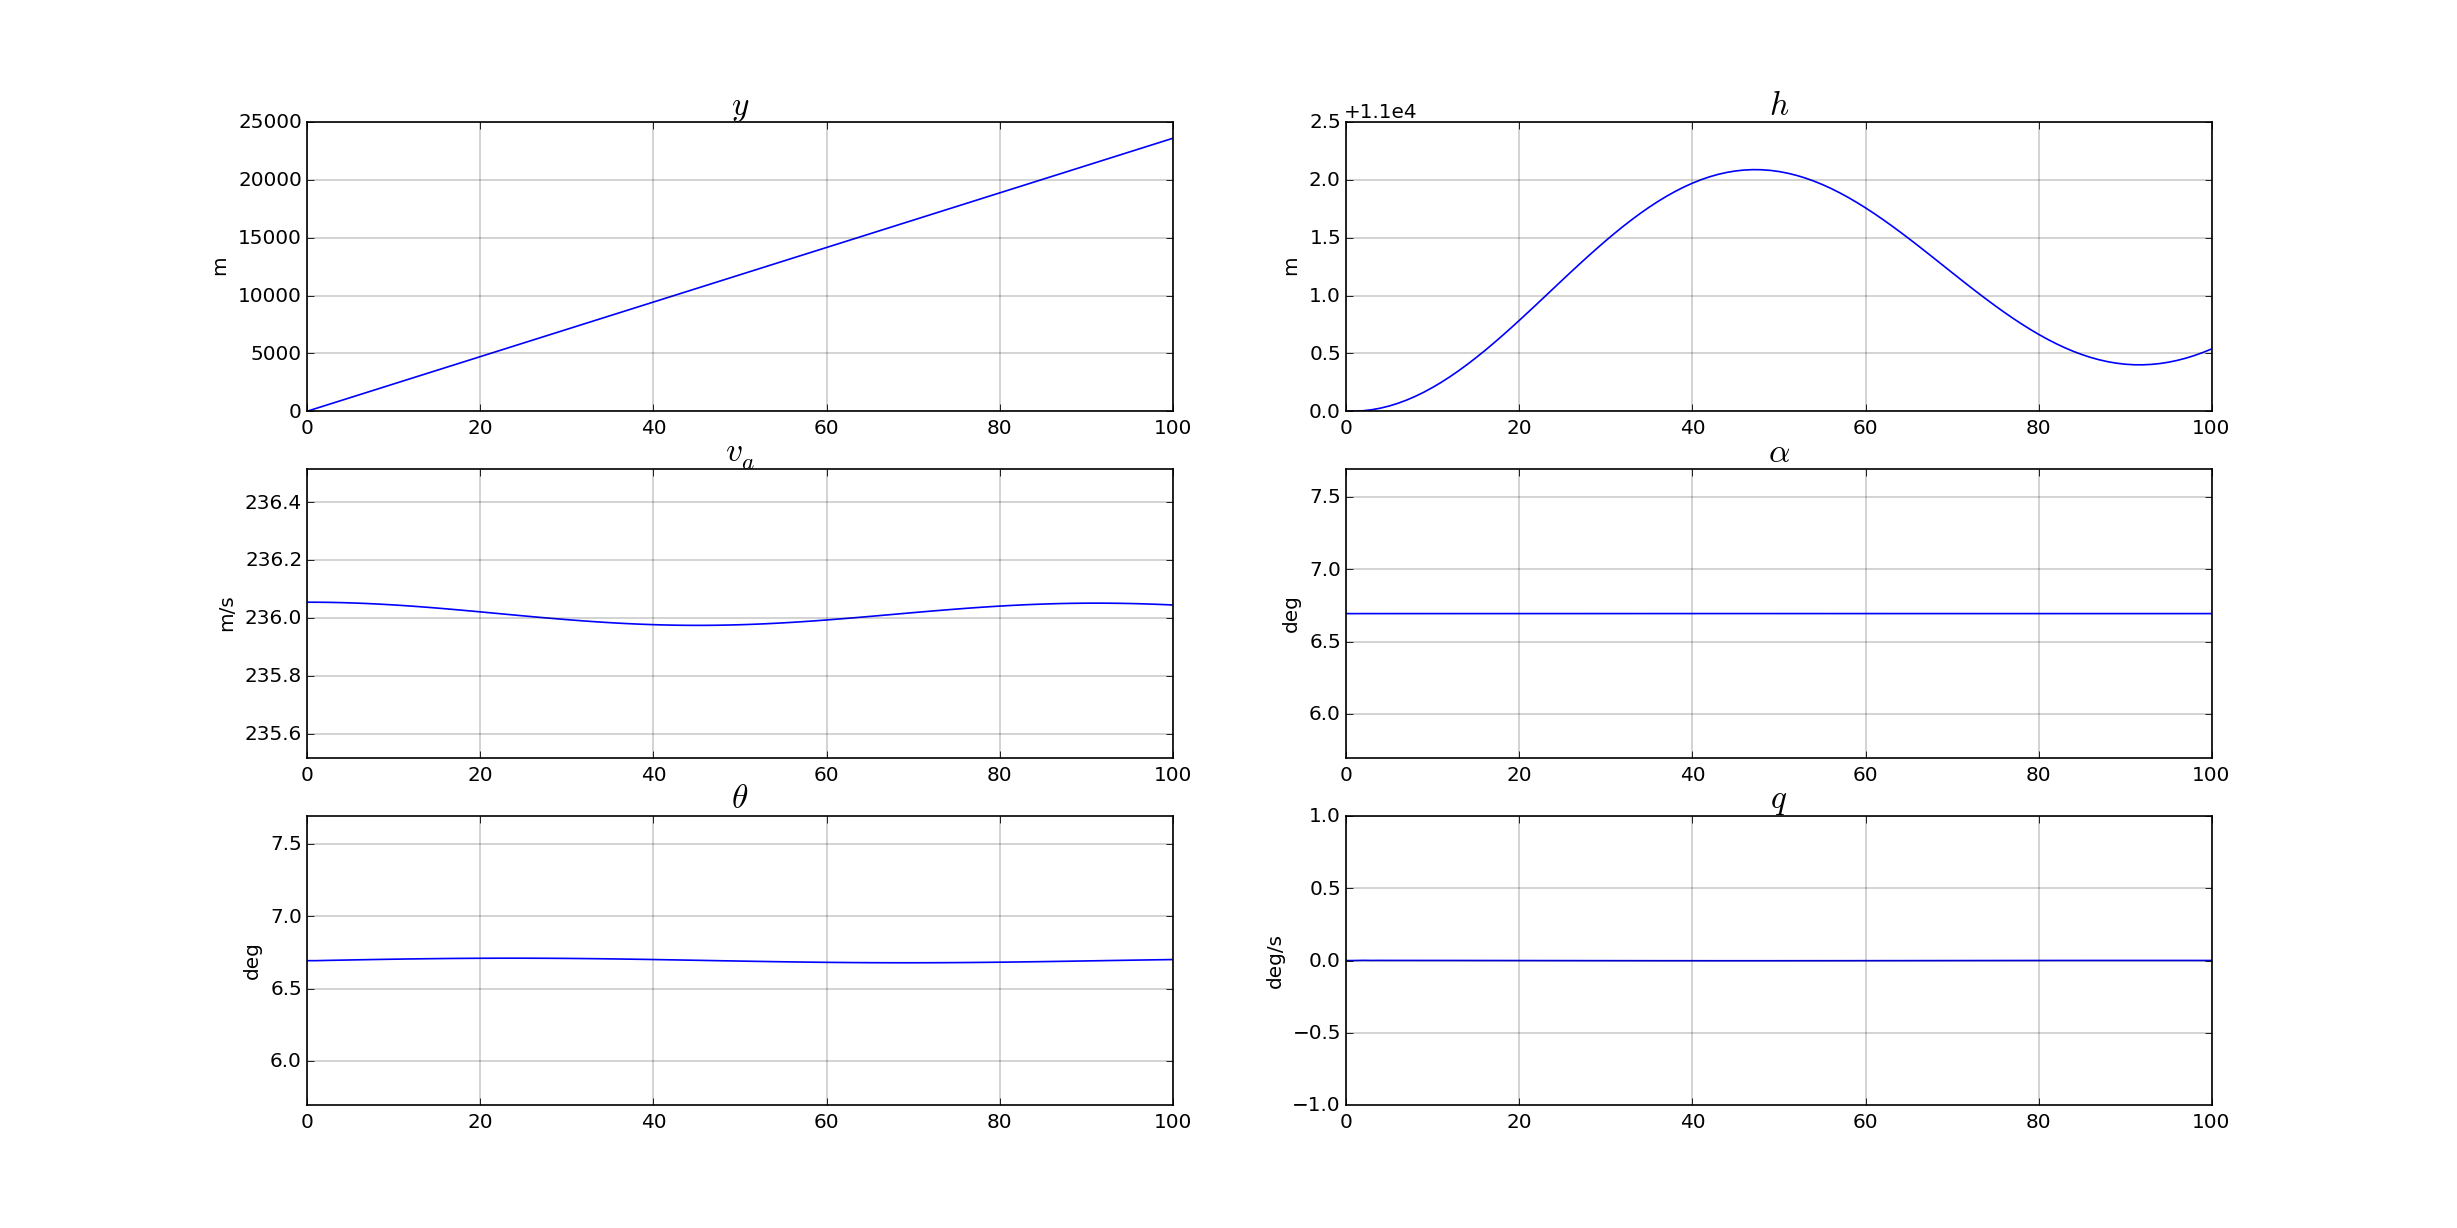 y
25000
20000
15000
10000
5000
0
m
0 20 40 60 80 100
h
+1.1e4
2.5
2.0
1.5
1.0
0.5
0.0
m
0 20 40 60 80 100
v_a
236.4
236.2
236.0
235.8
235.6
m/s
0 20 40 60 80 100
α
7.5
7.0
6.5
6.0
deg
0 20 40 60 80 100
θ
7.5
7.0
6.5
6.0
deg
0 20 40 60 80 100
q
1.0
0.5
0.0
−0.5
−1.0
deg/s
0 20 40 60 80 100